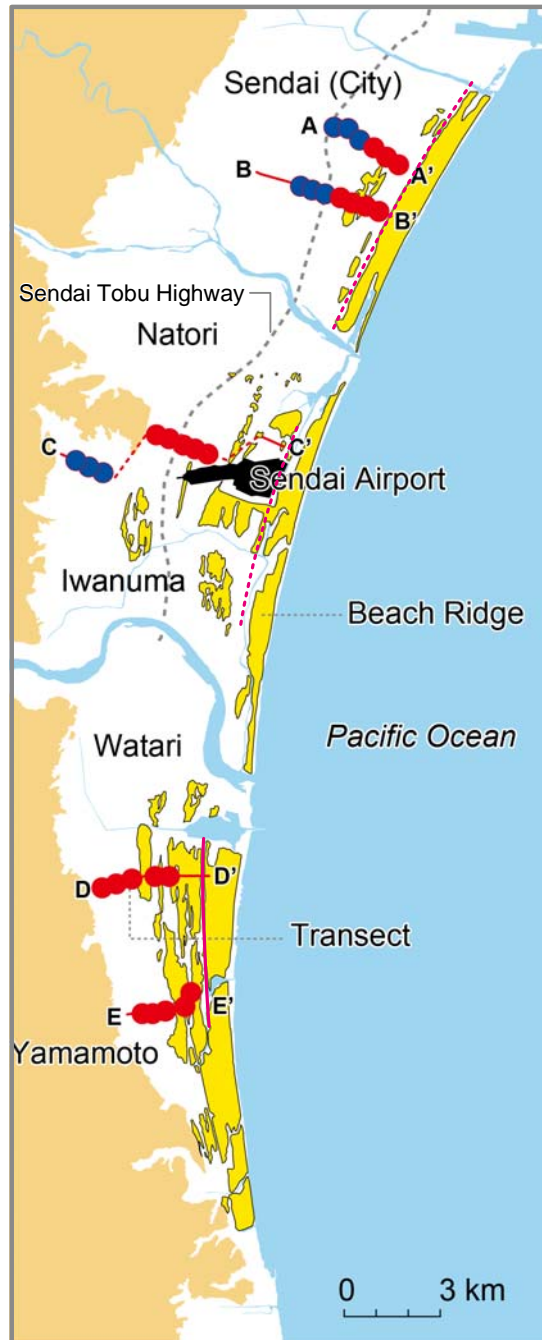 Sendai (City)
A
A'
B
B'
Sendai Tobu Highway
Natori
C
C'
Sendai Airport
Iwanuma
Beach Ridge
Watari
Pacific Ocean
D
D'
Transect
E
E'
Yamamoto
0 3 km